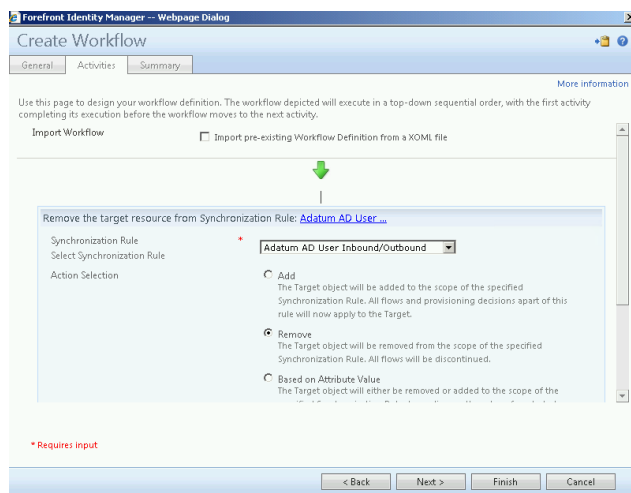 Forefront Identity Manager -- Webpage Dialog
Create Workflow
General Activities Summary
More information
Use this page to design your workflow definition. The workflow depicted will execute in a top-down sequential order, with the first activity
completing its execution before the workflow moves to the next activity.
Import Workflow Import pre-existing Workflow Definition from a XOML file
Remove the target resource from Synchronization Rule: Adatum AD User ...
Synchronization Rule * Adatum AD User Inbound/Outbound
Select Synchronization Rule
Action Selection Add
The Target object will be added to the scope of the specified
Synchronization Rule. All flows and provisioning decisions apart of this
rule will now apply to the Target.
Remove
The Target object will be removed from the scope of the specified
Synchronization Rule. All flows will be discontinued.
Based on Attribute Value
The Target object will either be removed or added to the scope of the
* Requires input
< Back Next > Finish Cancel